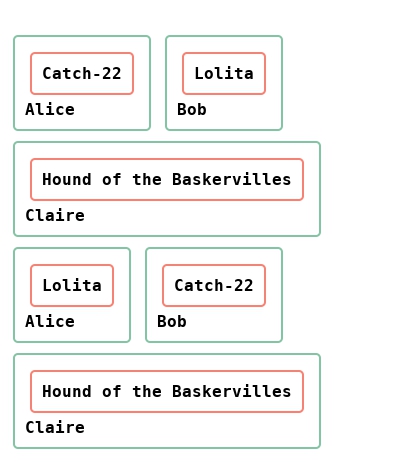 Catch-22 Lolita
Alice Bob
Hound of the Baskervilles
Claire
Lolita Catch-22
Alice Bob
Hound of the Baskervilles
Claire